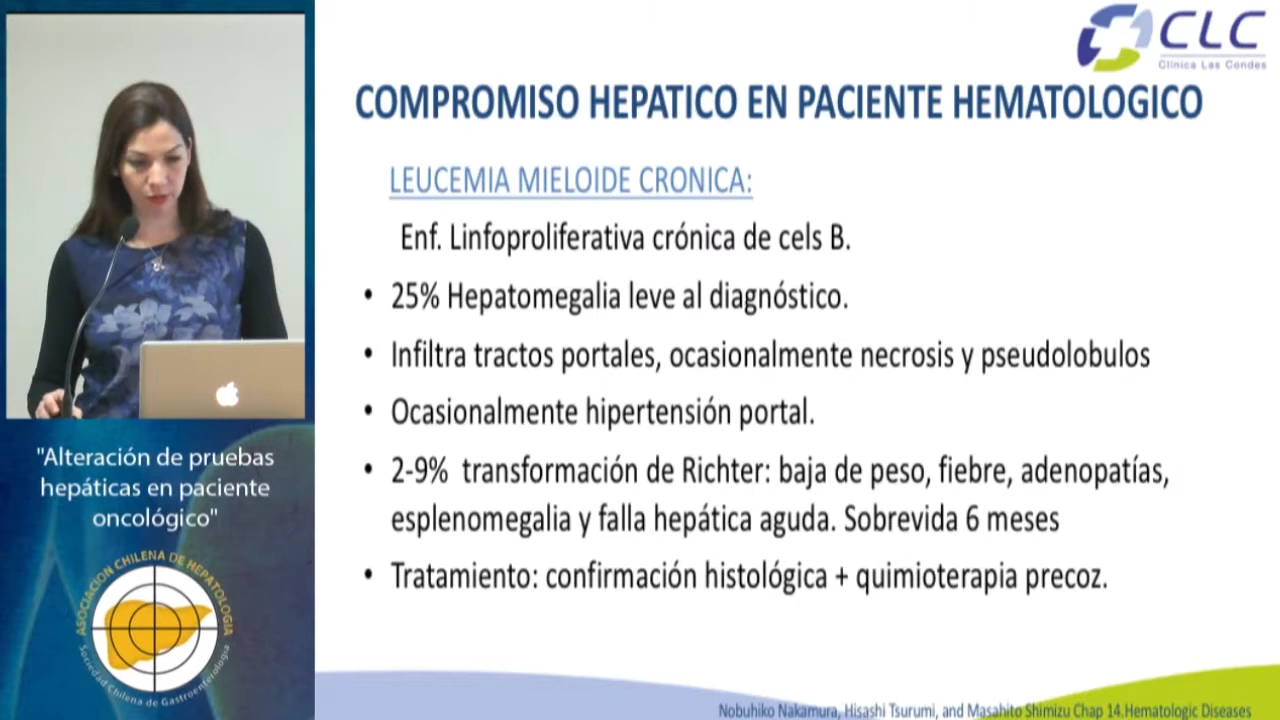 CLC
Clínica Las Condes
COMPROMISO HEPATICO EN PACIENTE HEMATOLOGICO
LEUCEMIA MIELOIDE CRONICA:
Enf. Linfoproliferativa crónica de cels B.
• 25% Hepatomegalia leve al diagnóstico.
• Infiltra tractos portales, ocasionalmente necrosis y pseudolobulos
• Ocasionalmente hipertensión portal.
• 2-9% transformación de Richter: baja de peso, fiebre, adenopatías,
esplenomegalia y falla hepática aguda. Sobrevida 6 meses
• Tratamiento: confirmación histológica + quimioterapia precoz.
Nobuhiko Nakamura, Hisashi Tsurumi, and Masahito Shimizu Chap 14.Hematologic Diseases
"Alteración de pruebas
hepáticas en paciente
oncológico"
ASOCIACION CHILENA DE HEPATOLOGIA
Sociedad Chilena de Gastroenterología